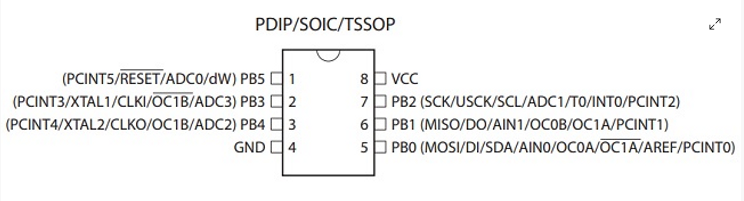 PDIP/SOIC/TSSOP
(PCINT5/RESET/ADC0/dW) PB5 1 8 VCC
(PCINT3/XTAL1/CLKI/OC1B/ADC3) PB3 2 7 PB2 (SCK/USCK/SCL/ADC1/T0/INT0/PCINT2)
(PCINT4/XTAL2/CLKO/OC1B/ADC2) PB4 3 6 PB1 (MISO/DO/AIN1/OC0B/OC1A/PCINT1)
GND 4 5 PB0 (MOSI/DI/SDA/AIN0/OC0A/OC1A/AREF/PCINT0)